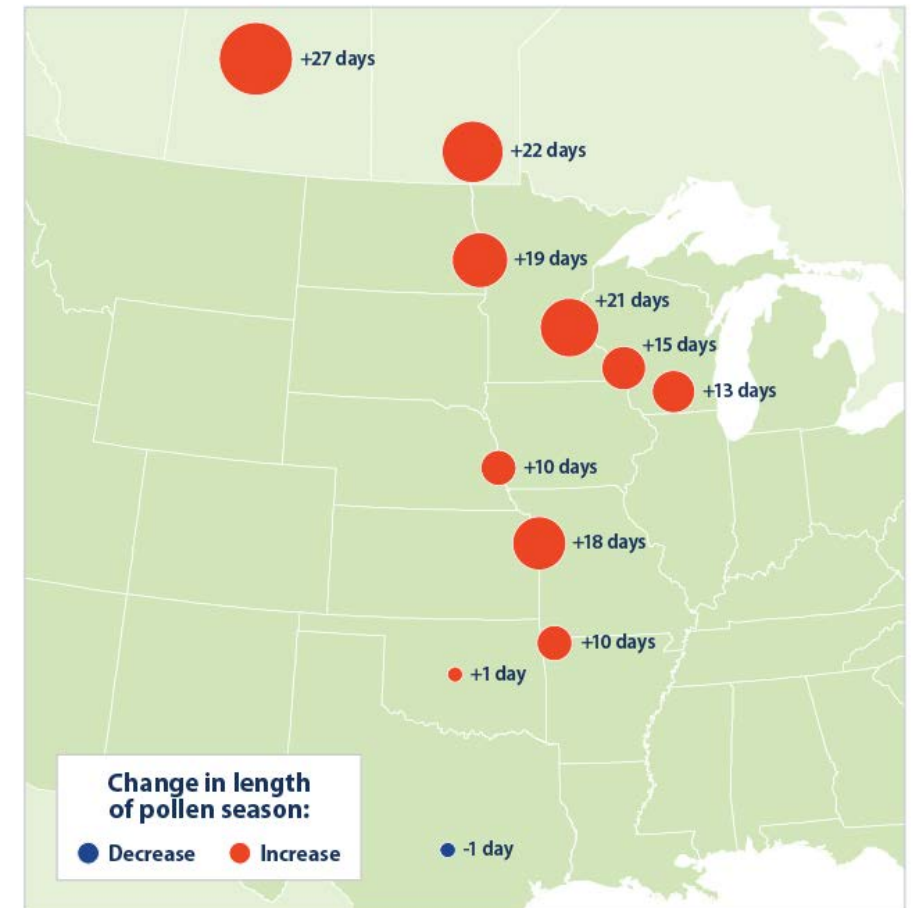 +27 days
+22 days
+19 days
+21 days
+15 days
+13 days
+10 days
+18 days
+10 days
+1 day
-1 day
Change in length
of pollen season:
Decrease
Increase